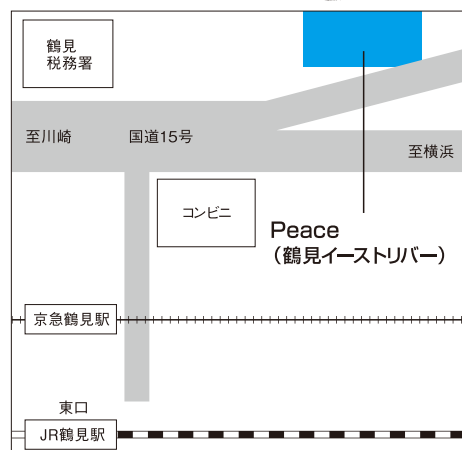 鶴見
税務署
至川崎
国道15号
至横浜
コンビニ
Peace
（鶴見イーストリバー）
京急鶴見駅
東口
JR鶴見駅